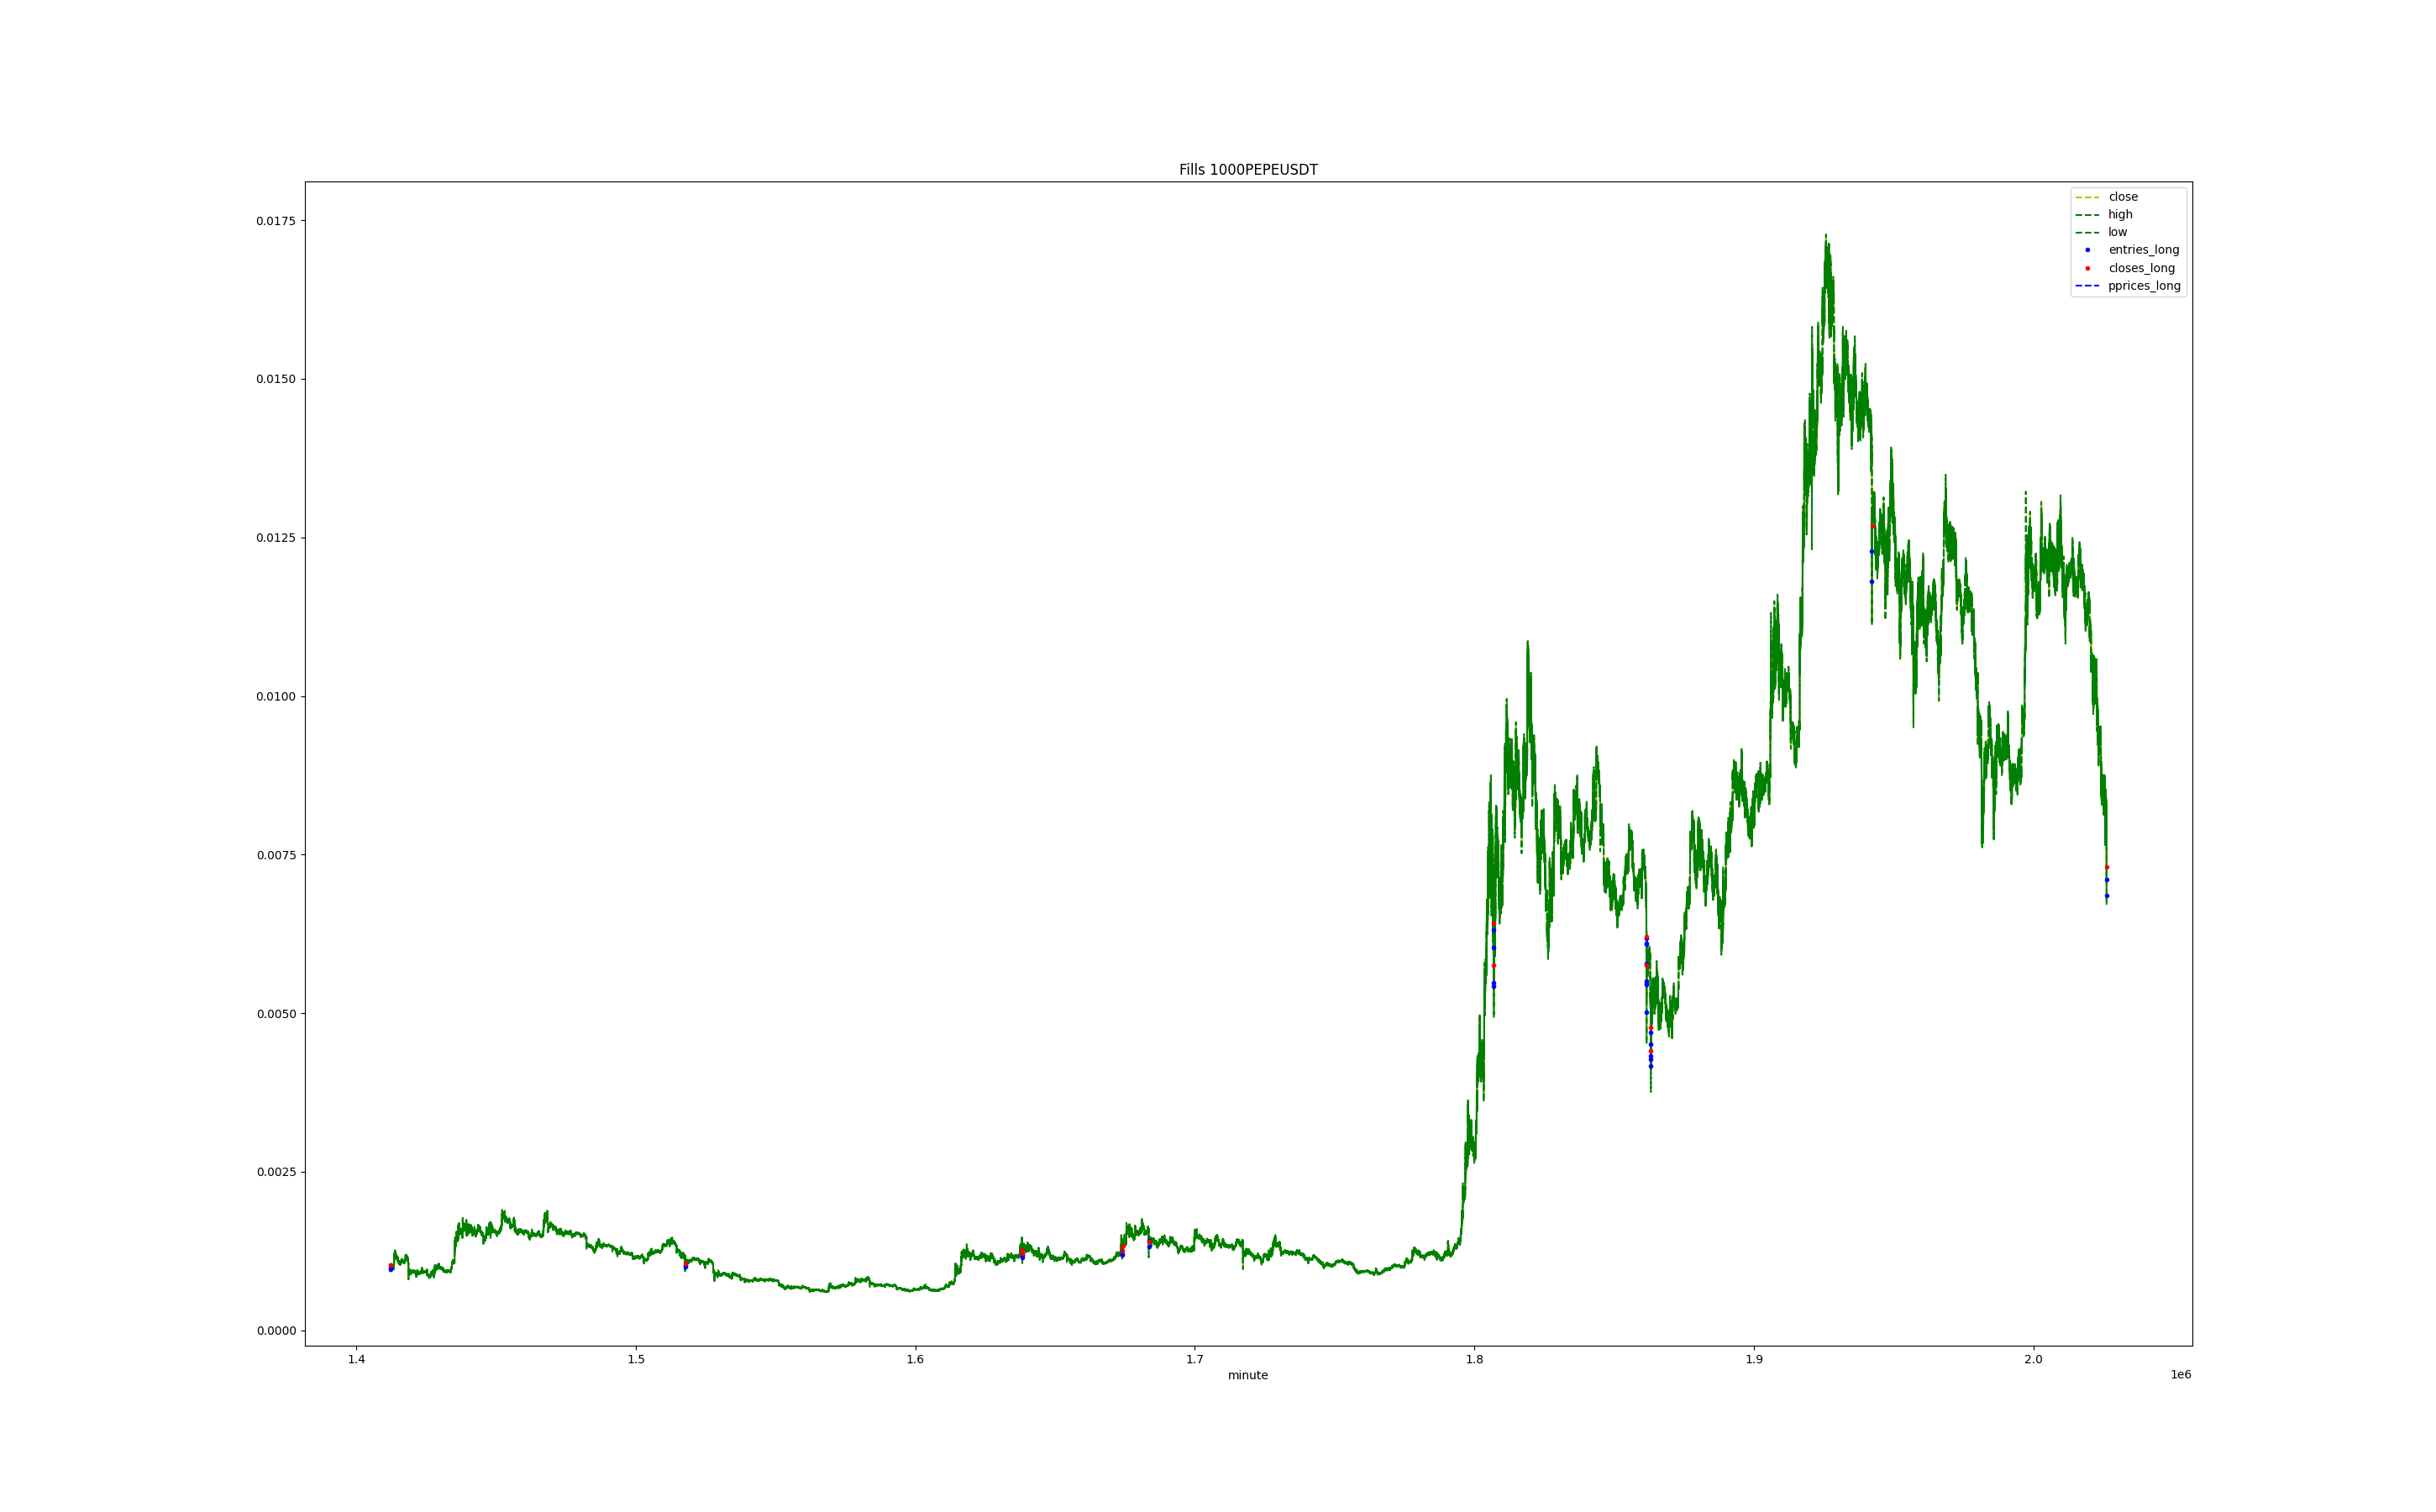 Fills 1000PEPEUSDT
close
high
low
entries_long
closes_long
pprices_long
0.0175
0.0150
0.0125
0.0100
0.0075
0.0050
0.0025
0.0000
1.4 1.5 1.6 1.7 1.8 1.9 2.0
minute
1e6